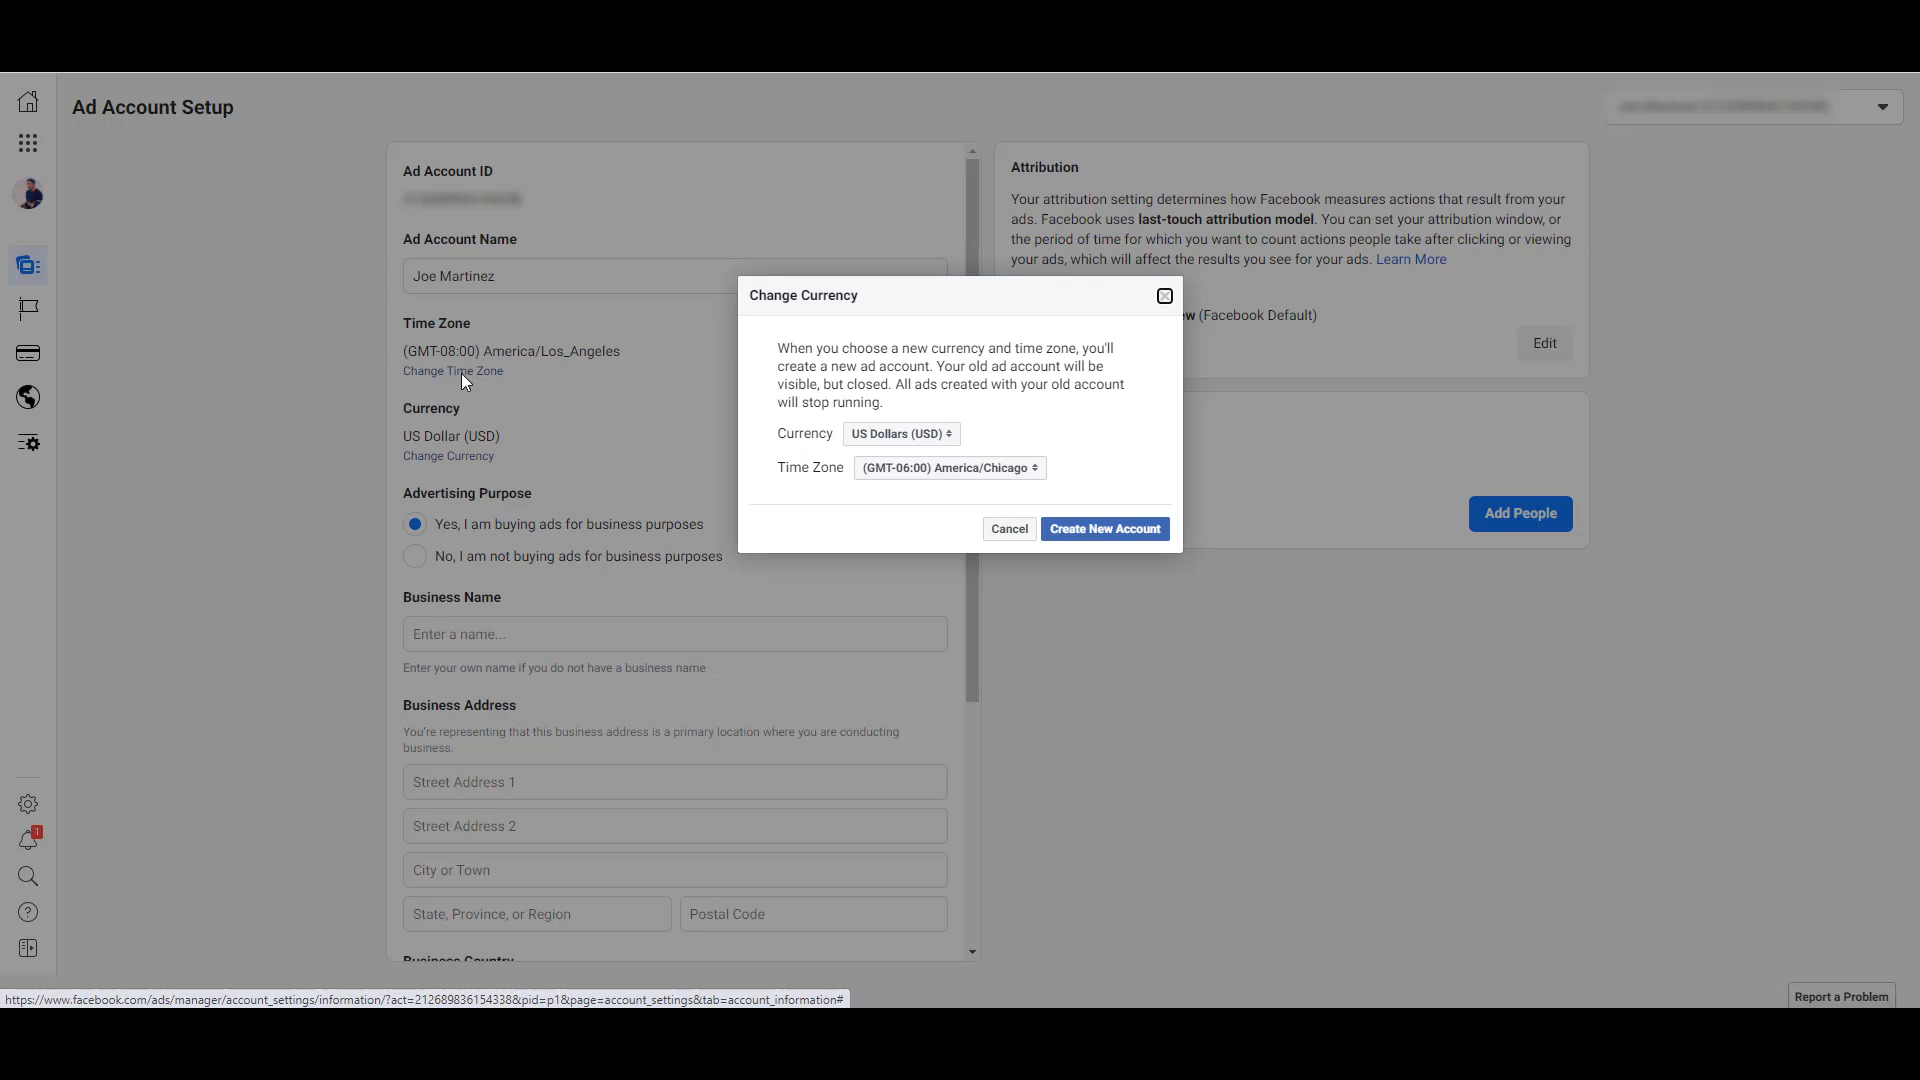 Ad Account Setup
Ad Account ID
Ad Account Name
Joe Martinez
Time Zone
(GMT-08:00) America/Los_Angeles
Change Time Zone
Currency
US Dollar (USD)
Change Currency
Advertising Purpose
Yes, I am buying ads for business purposes
No, I am not buying ads for business purposes
Business Name
Enter a name...
Enter your own name if you do not have a business name
Business Address
You're representing that this business address is a primary location where you are conducting
business.
Street Address 1
Street Address 2
City or Town
State, Province, or Region
Postal Code
Business Country
Attribution
Your attribution setting determines how Facebook measures actions that result from your
ads. Facebook uses last-touch attribution model. You can set your attribution window, or
the period of time for which you want to count actions people take after clicking or viewing
your ads, which will affect the results you see for your ads. Learn More
ew (Facebook Default)
Edit
Add People
Change Currency
When you choose a new currency and time zone, you'll
create a new ad account. Your old ad account will be
visible, but closed. All ads created with your old account
will stop running.
Currency US Dollars (USD)
Time Zone (GMT-06:00) America/Chicago
Cancel
Create New Account
1
https://www.facebook.com/ads/manager/account_settings/information/?act=212689836154338&pid=p1&page=account_settings&tab=account_information#
Report a Problem